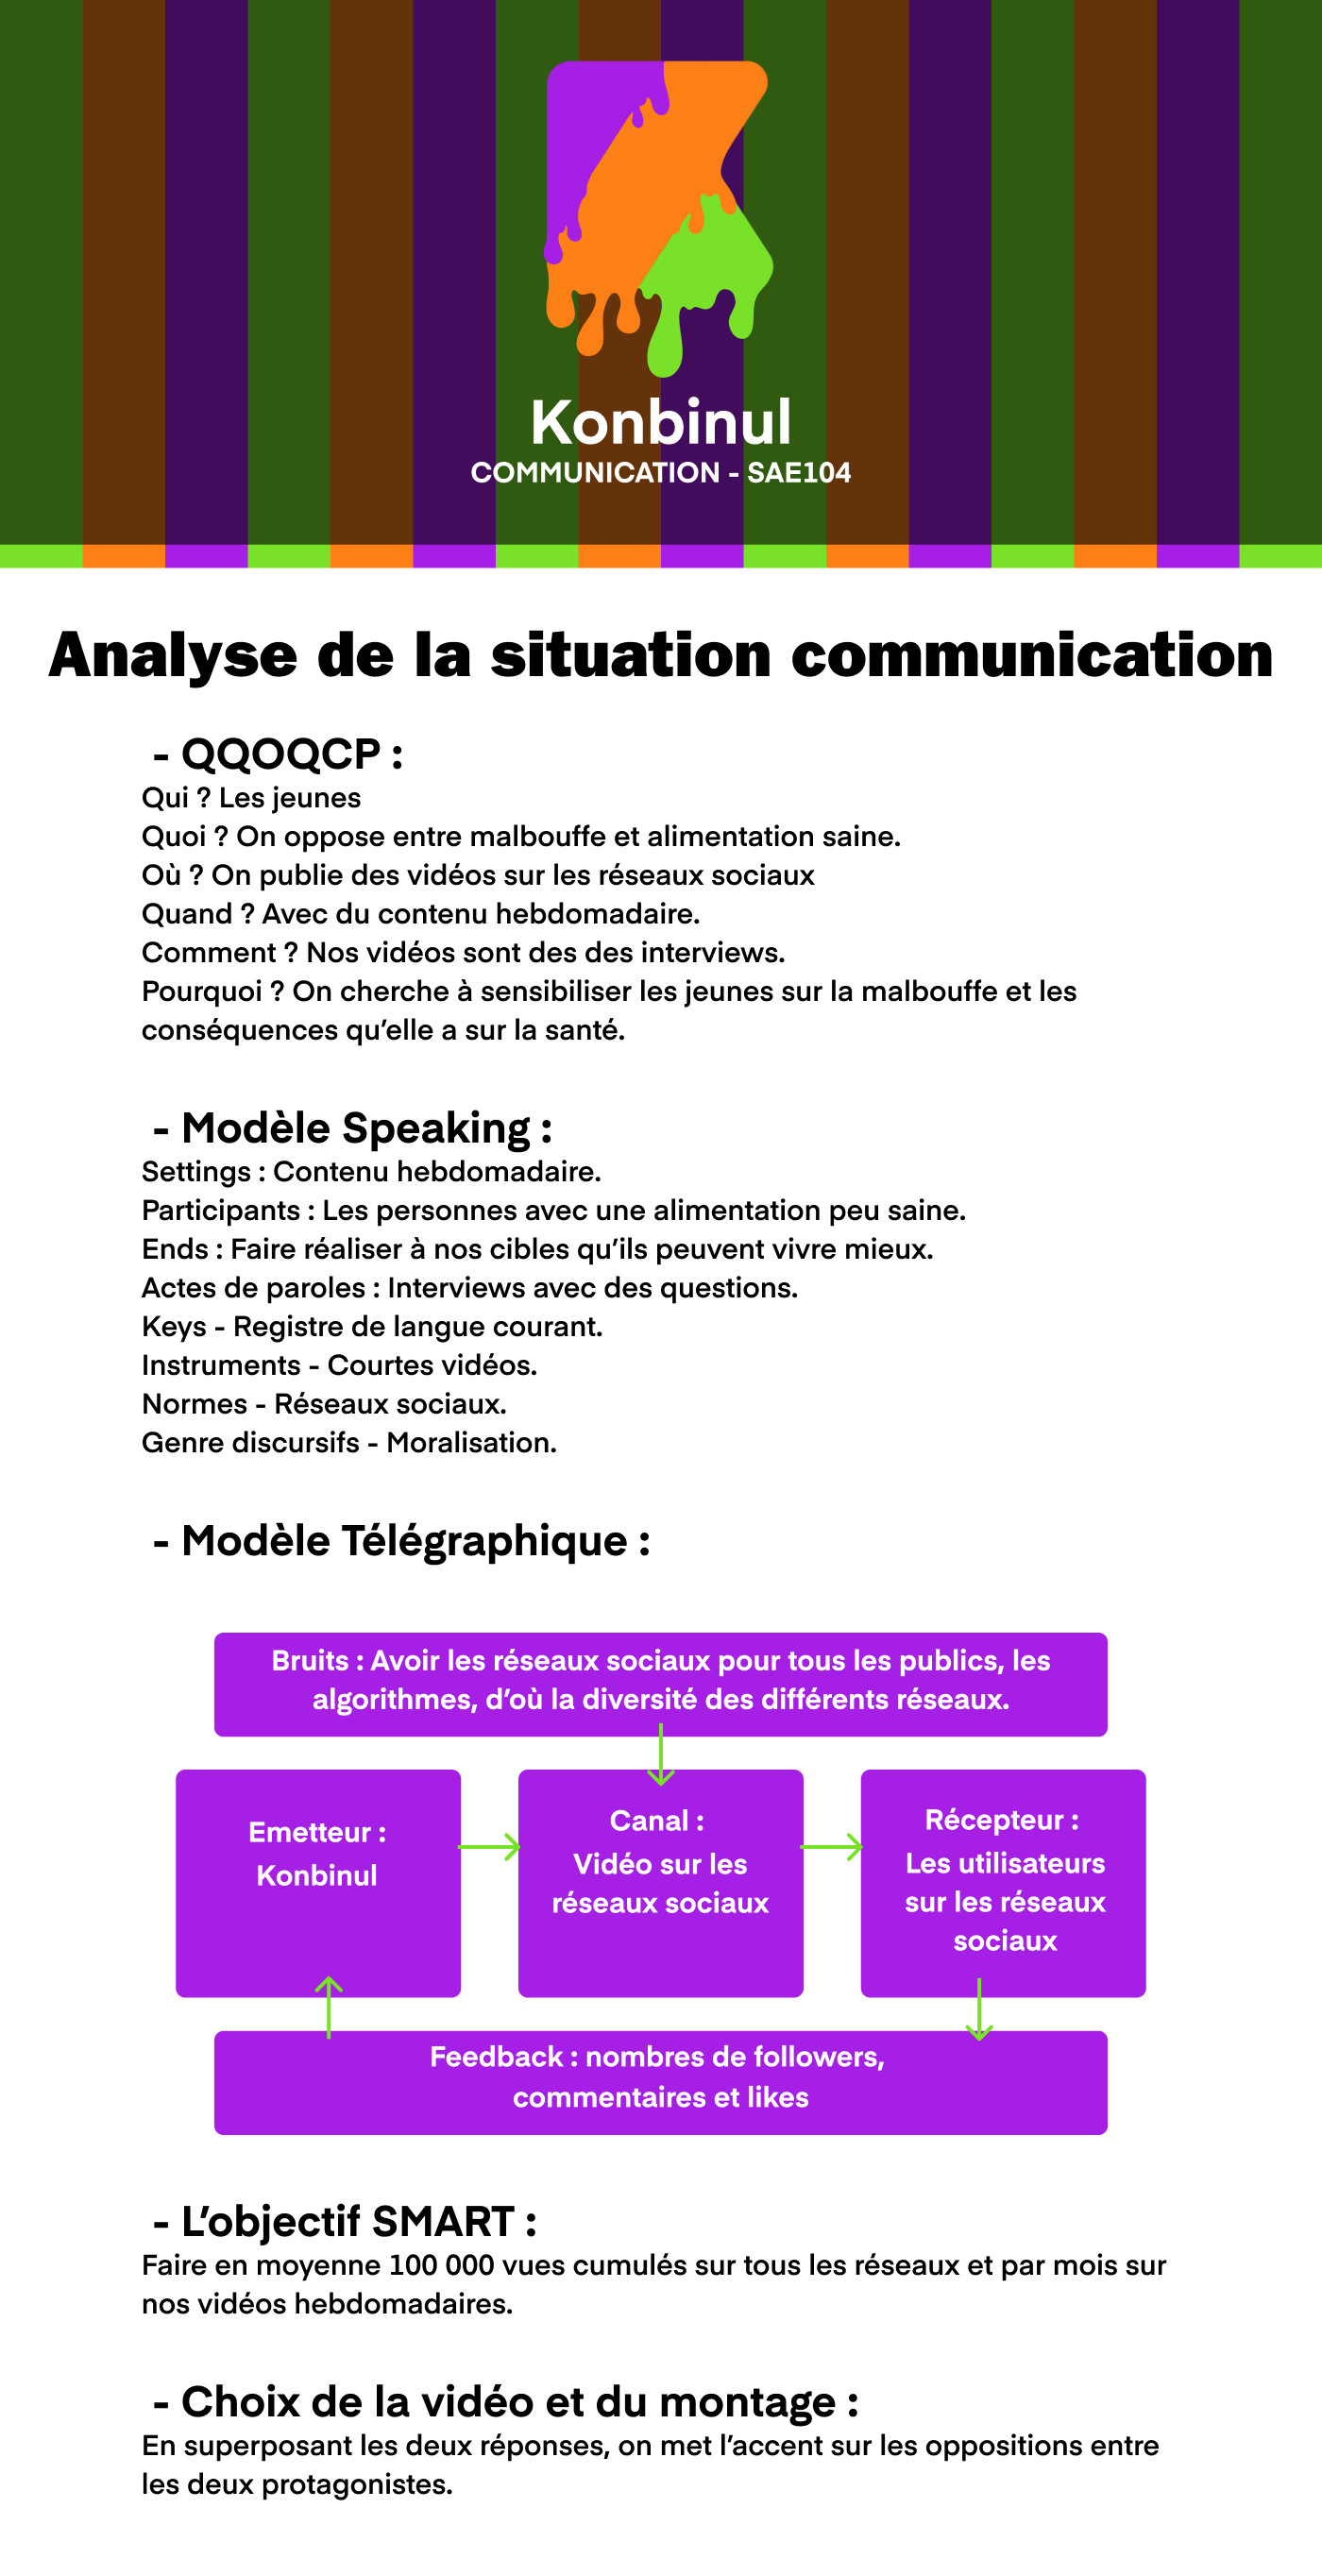 Konbinul
COMMUNICATION - SAE104
Analyse de la situation communication
- QQOQCP :
Qui ? Les jeunes
Quoi ? On oppose entre malbouffe et alimentation saine.
Où ? On publie des vidéos sur les réseaux sociaux
Quand ? Avec du contenu hebdomadaire.
Comment ? Nos vidéos sont des des interviews.
Pourquoi ? On cherche à sensibiliser les jeunes sur la malbouffe et les
conséquences qu’elle a sur la santé.
- Modèle Speaking :
Settings : Contenu hebdomadaire.
Participants : Les personnes avec une alimentation peu saine.
Ends : Faire réaliser à nos cibles qu’ils peuvent vivre mieux.
Actes de paroles : Interviews avec des questions.
Keys - Registre de langue courant.
Instruments - Courtes vidéos.
Normes - Réseaux sociaux.
Genre discursifs - Moralisation.
- Modèle Télégraphique :
Bruits : Avoir les réseaux sociaux pour tous les publics, les
algorithmes, d’où la diversité des différents réseaux.
Emetteur :
Konbinul
Canal :
Vidéo sur les
réseaux sociaux
Récepteur :
Les utilisateurs
sur les réseaux
sociaux
Feedback : nombres de followers,
commentaires et likes
- L’objectif SMART :
Faire en moyenne 100 000 vues cumulés sur tous les réseaux et par mois sur
nos vidéos hebdomadaires.
- Choix de la vidéo et du montage :
En superposant les deux réponses, on met l’accent sur les oppositions entre
les deux protagonistes.